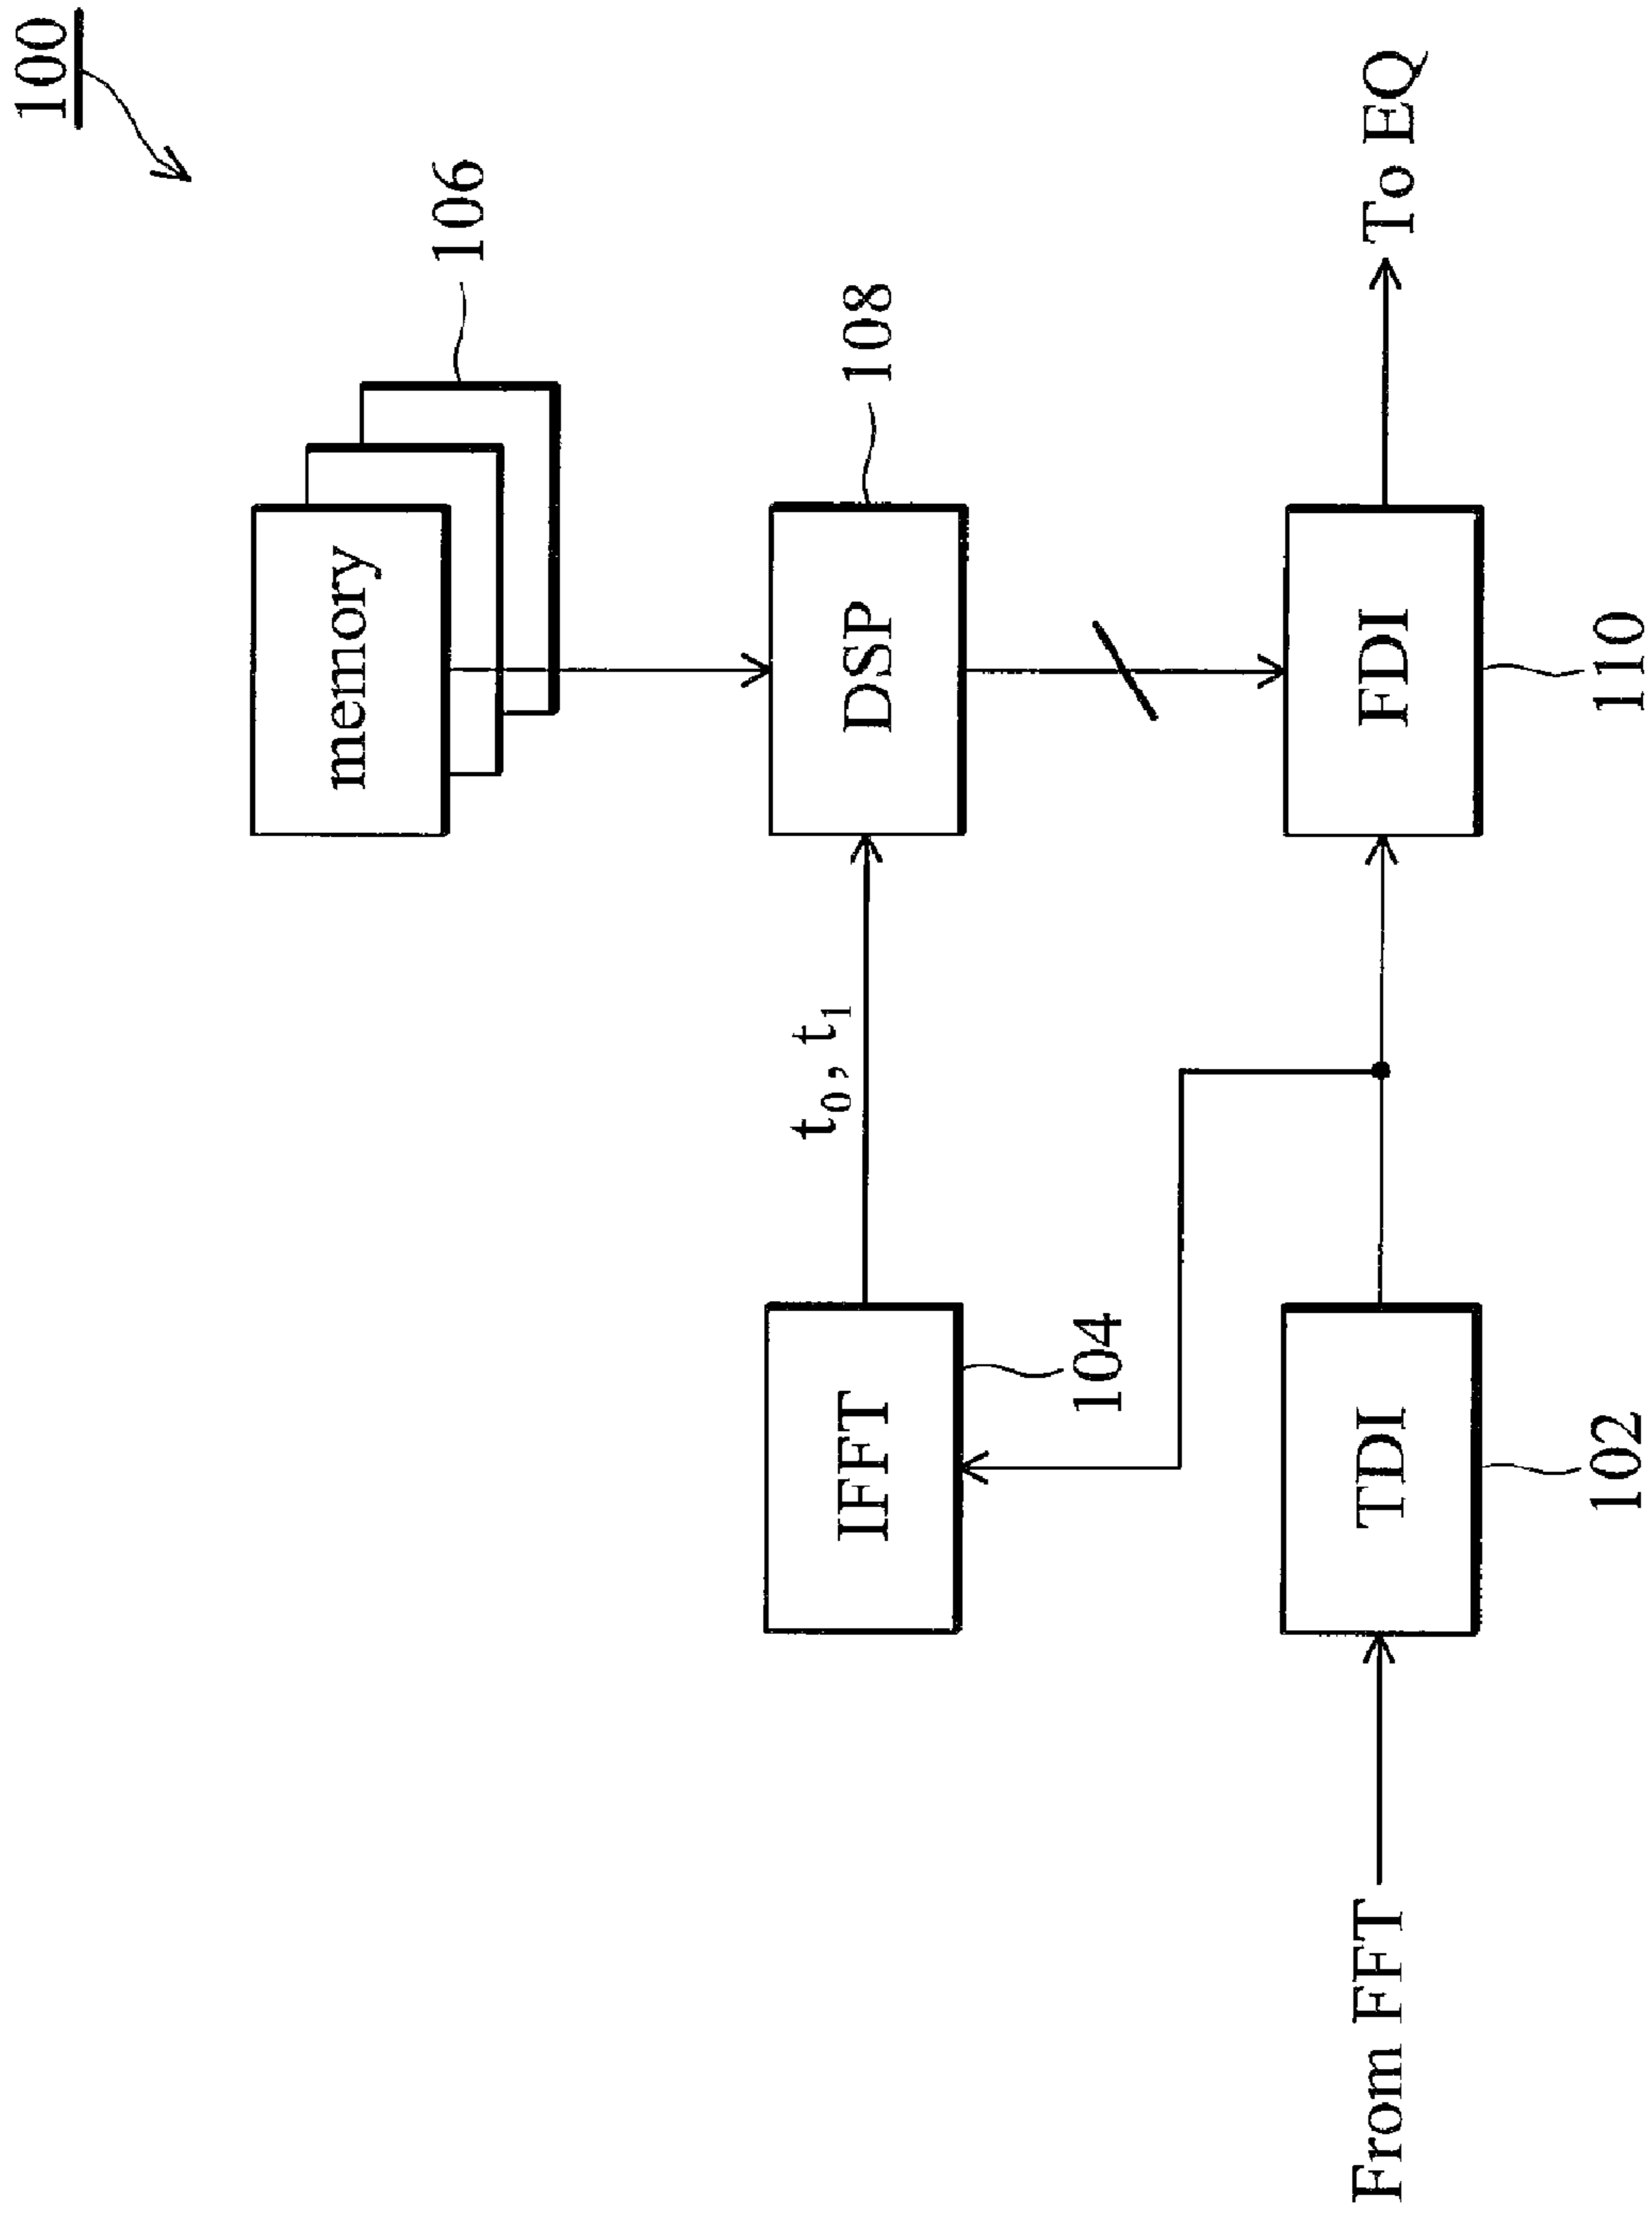 100
memory
106
t0, t1
IFFT
104
DSP
108
From FFT
TDI
102
FDI
110
To EQ